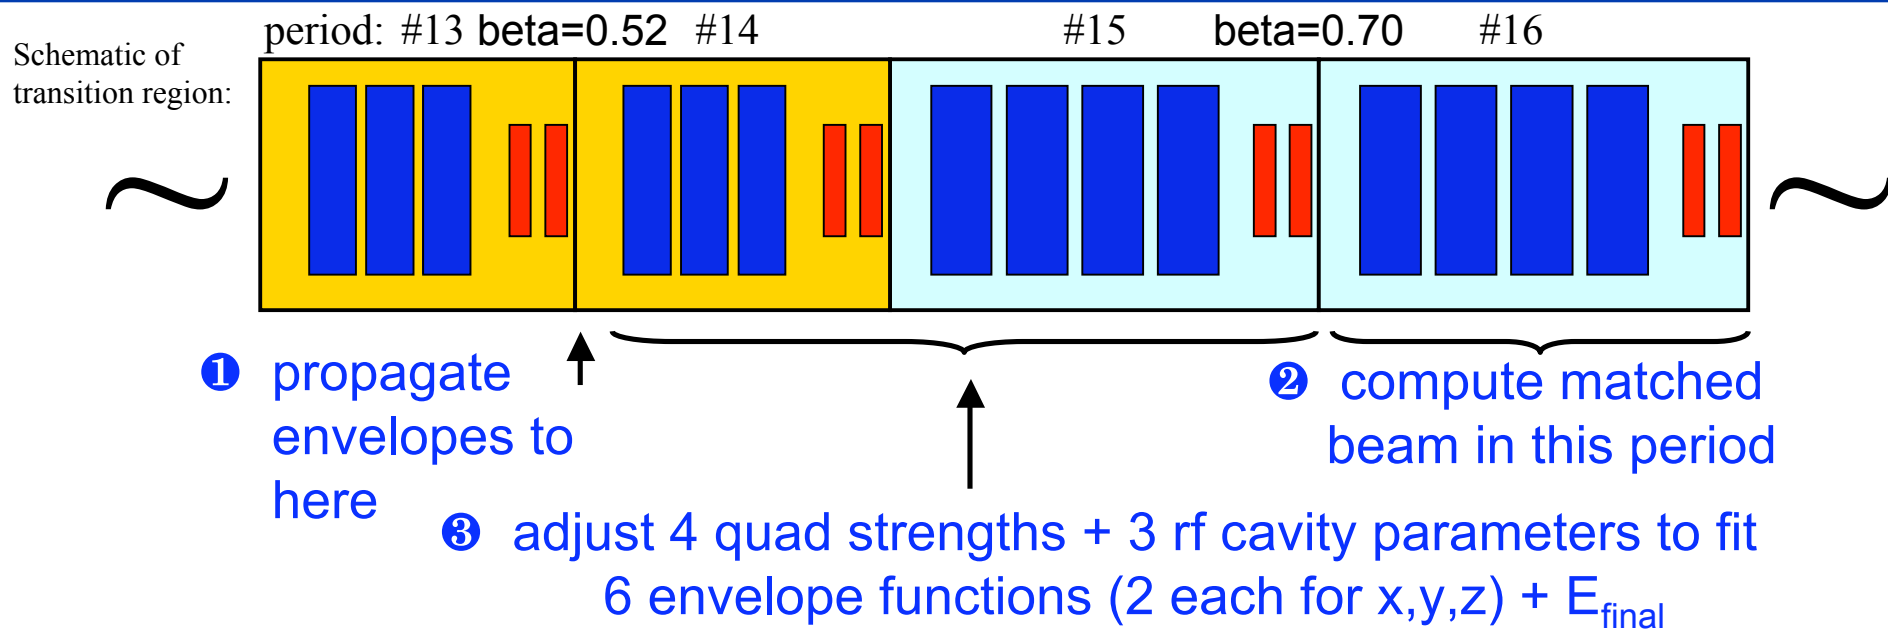 period: #13 beta=0.52 #14 #15 beta=0.70 #16
Schematic of
transition region:
❶ propagate
envelopes to
here
❷ compute matched
beam in this period
❸ adjust 4 quad strengths + 3 rf cavity parameters to fit
6 envelope functions (2 each for x,y,z) + E_final